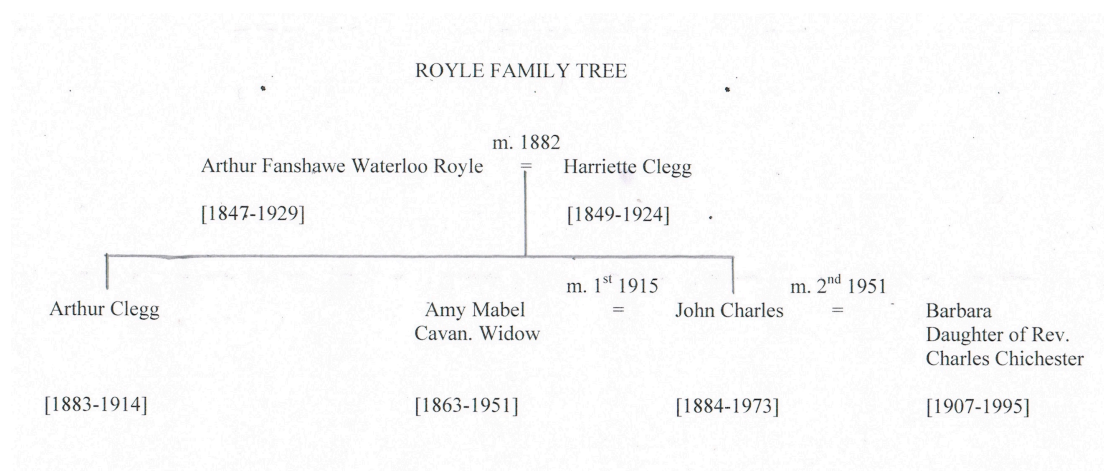 ROYLE FAMILY TREE
m. 1882
Arthur Fanshawe Waterloo Royle = Harriette Clegg
[1847-1929] [1849-1924]
m. 1st 1915 m. 2nd 1951
Arthur Clegg Amy Mabel = John Charles = Barbara
Cavan. Widow Daughter of Rev.
Charles Chichester
[1883-1914] [1863-1951] [1884-1973] [1907-1995]